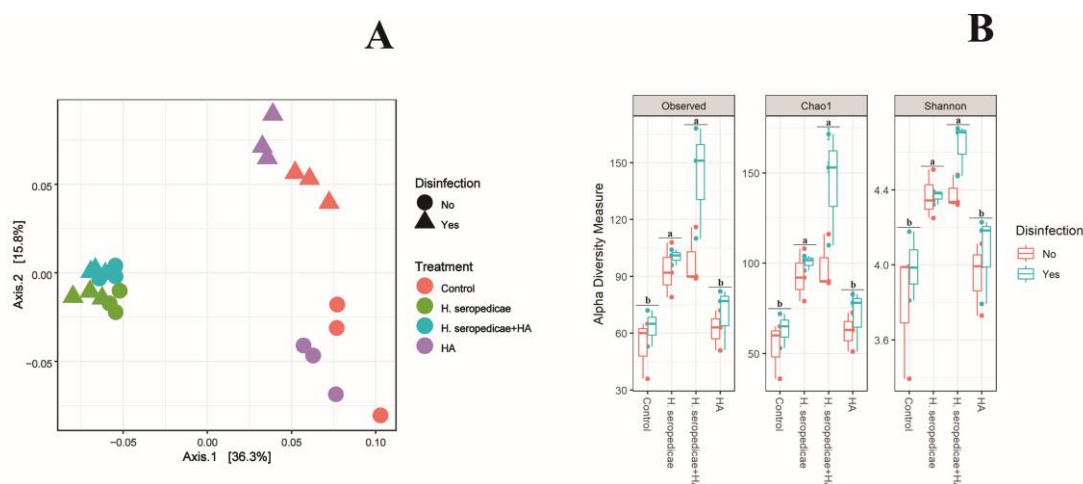 A
0.05
0.00
−0.05
Axis.2 [15.8%]
−0.05
0.00
0.05
0.10
Axis.1 [36.3%]
Disinfection
No
Yes
Treatment
Control
H. seropedicae
H. seropedicae+HA
HA
B
Alpha Diversity Measure
Observed
150
120
90
60
30
b
a
a
b
Control
H. seropedicae
H. seropedicae+HA
HA
Chao1
150
100
50
b
a
a
b
Control
H. seropedicae
H. seropedicae+HA
HA
Shannon
4.4
4.0
3.6
b
a
a
b
Control
H. seropedicae
H. seropedicae+HA
HA
Disinfection
No
Yes